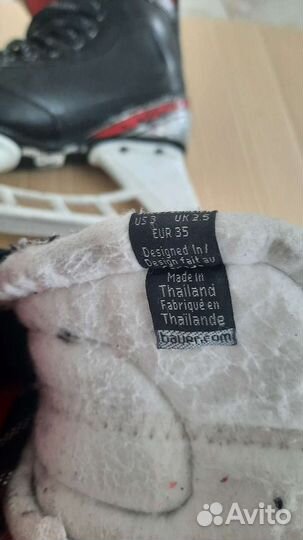 US 3 UK 2.5
EUR 35
Designed in /
Design fait au
Made in
Thailand
Fabriqué en
Thaïlande
bauer.com
Avito